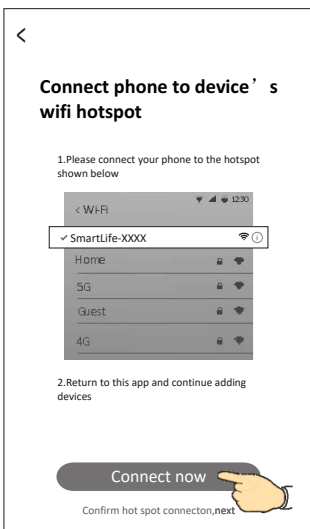 Connect phone to device’s
wifi hotspot
1.Please connect your phone to the hotspot
shown below
12:30
< Wi-Fi
✓ SmartLife-XXXX
Home
5G
Guest
4G
2.Return to this app and continue adding
devices
Connect now
Confirm hot spot connecton,next